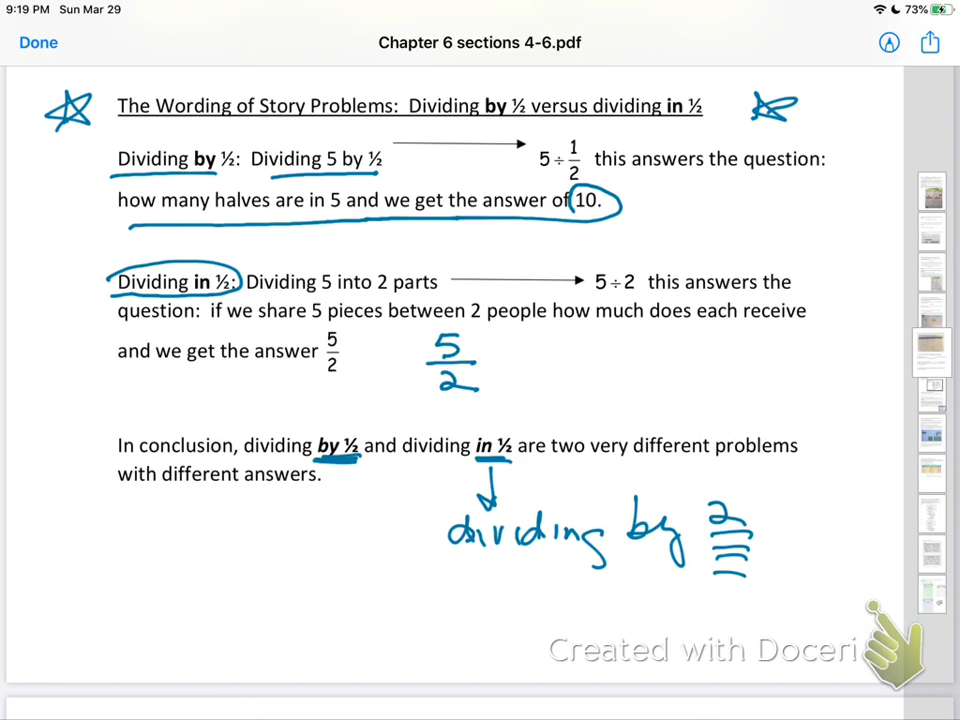 9:19 PM Sun Mar 29
73%
Done
Chapter 6 sections 4-6.pdf
The Wording of Story Problems: Dividing by ½ versus dividing in ½
Dividing by ½: Dividing 5 by ½ 5 ÷ 1/2 this answers the question:
how many halves are in 5 and we get the answer of 10.
Dividing in ½: Dividing 5 into 2 parts 5 ÷ 2 this answers the
question: if we share 5 pieces between 2 people how much does each receive
and we get the answer 5/2 5/2
In conclusion, dividing by ½ and dividing in ½ are two very different problems
with different answers.
dividing by 2
Created with Doceri